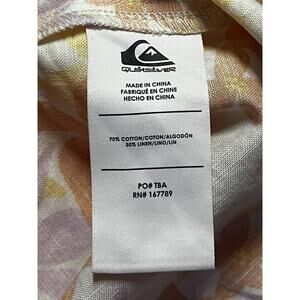 QUIKSILVER
MADE IN CHINA
FABRIQUÉ EN CHINE
HECHO EN CHINA
70% COTTON/COTON/ALGODÓN
30% LINEN/LINO/LIN
PO# TBA
RN# 167789